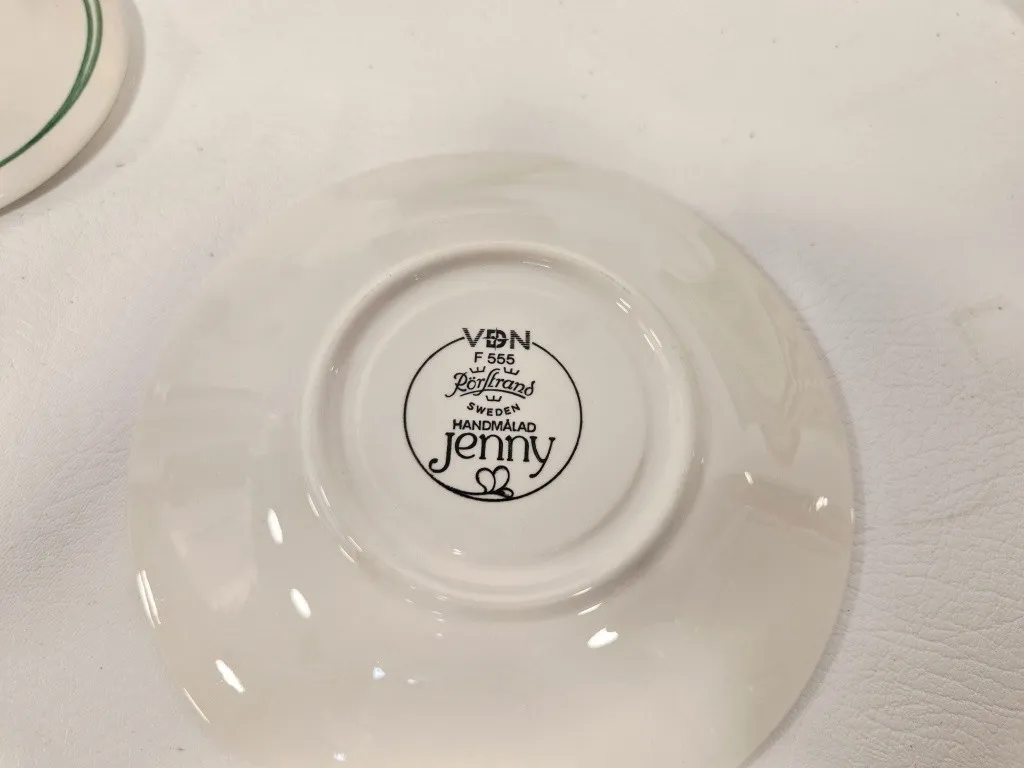 VDN
F 555
Rörstrand
SWEDEN
HANDMÅLAD
Jenny